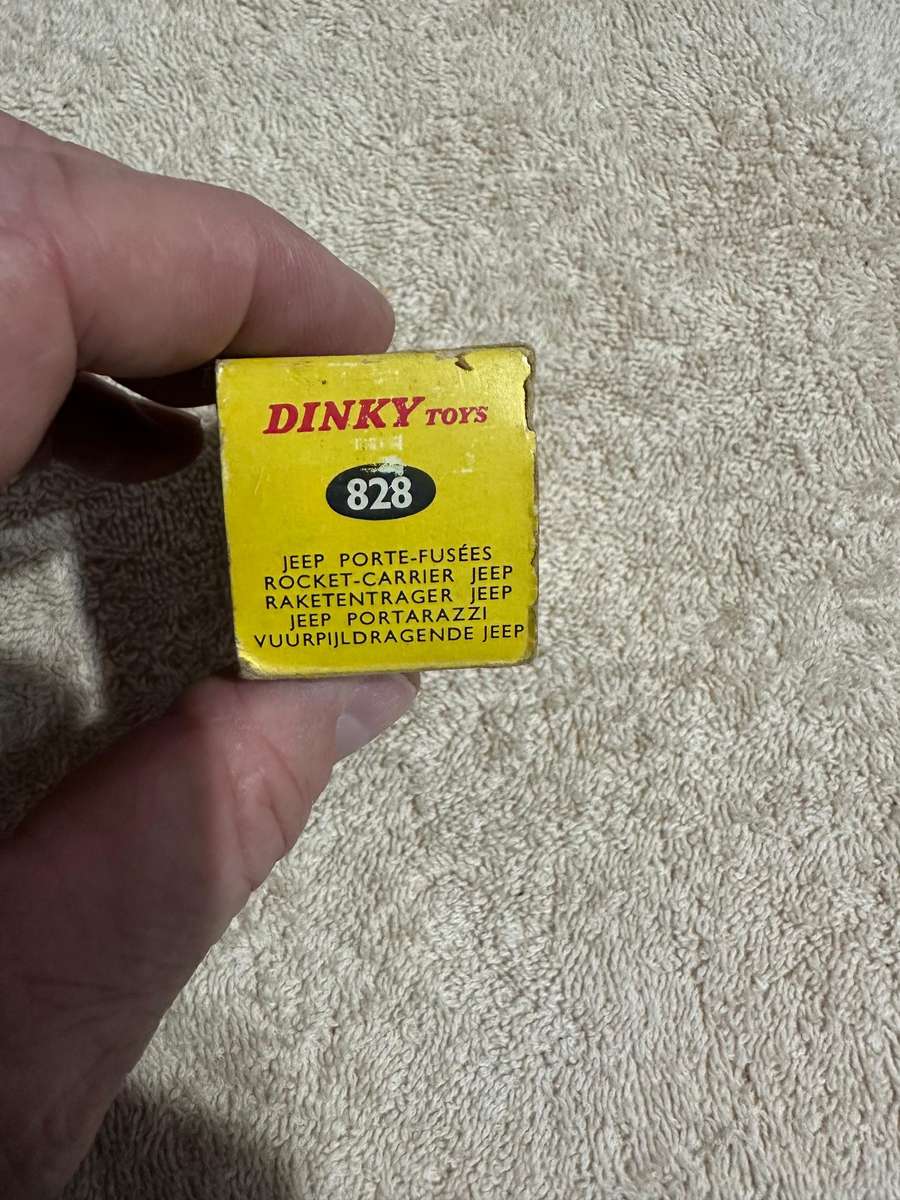 DINKY TOYS
828
JEEP PORTE-FUSÉES
ROCKET-CARRIER JEEP
RAKETENTRAGER JEEP
JEEP PORTARAZZI
VUURPIJLDRAGENDE JEEP